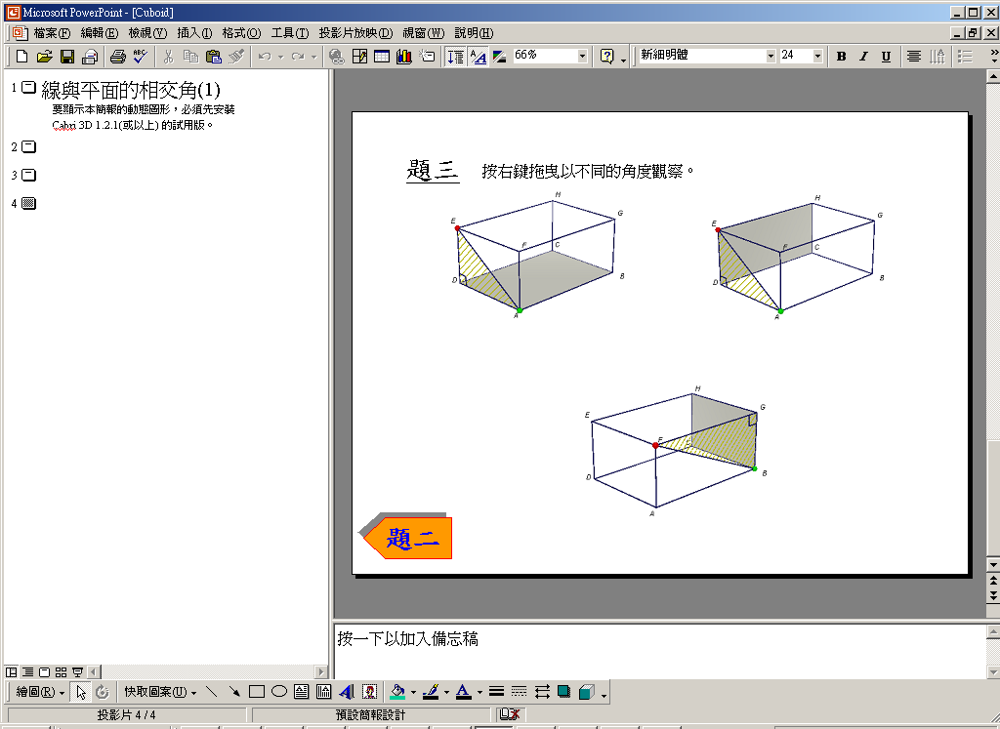 Microsoft PowerPoint - [Cuboid]
檔案(F) 編輯(E) 檢視(V) 插入(I) 格式(O) 工具(T) 投影片放映(D) 視窗(W) 說明(H)
66% 新細明體 24 B I U
1 線與平面的相交角(1)
要顯示本簡報的動態圖形，必須先安裝
Cabri 3D 1.2.1(或以上) 的試用版。
2
3
4
題三 按右鍵拖曳以不同的角度觀察。
H
G
E
F
C
D
B
A
H
G
E
F
C
D
B
A
H
G
E
F
C
D
B
A
題二
按一下以加入備忘稿
繪圖(R) 快取圖案(U)
投影片 4 / 4 預設簡報設計